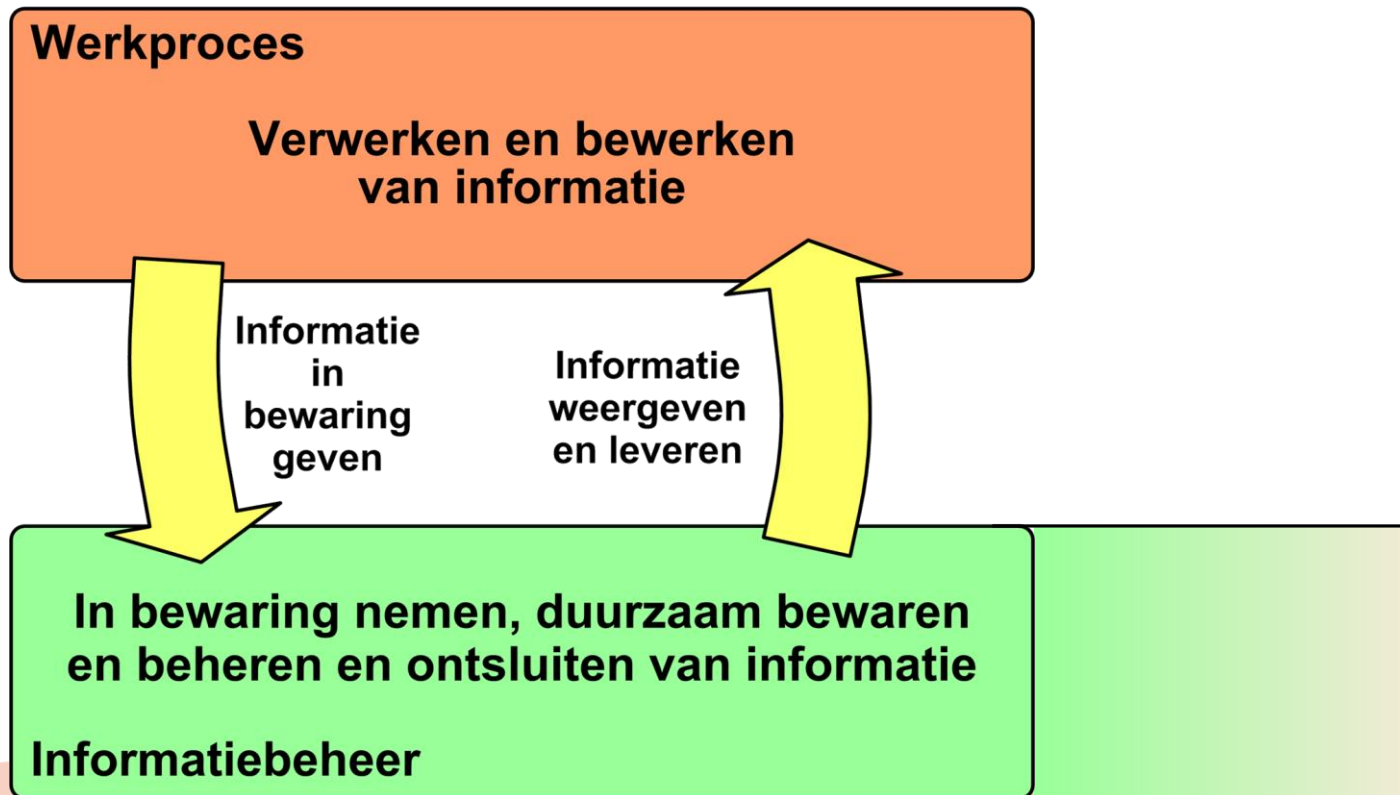 Werkproces
Verwerken en bewerken
van informatie
Informatie
in
bewaring
geven
Informatie
weergeven
en leveren
In bewaring nemen, duurzaam bewaren
en beheren en ontsluiten van informatie
Informatiebeheer